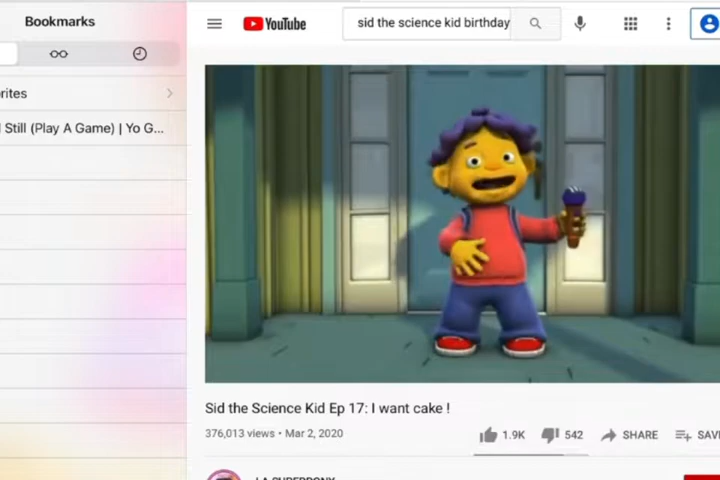 Bookmarks
YouTube
sid the science kid birthday
rites
Still (Play A Game) | Yo G...
Sid the Science Kid Ep 17: I want cake !
376,013 views • Mar 2, 2020
1.9K
542
SHARE
SAVE